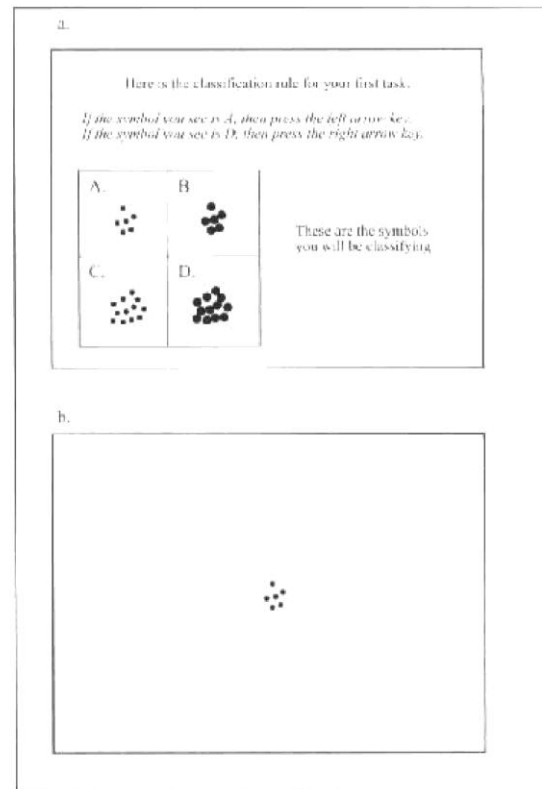 a.
Here is the classification rule for your first task.
If the symbol you see is A, then press the left arrow key.
If the symbol you see is D, then press the right arrow key.
A. B
C. D.
These are the symbols
you will be classifying
b.